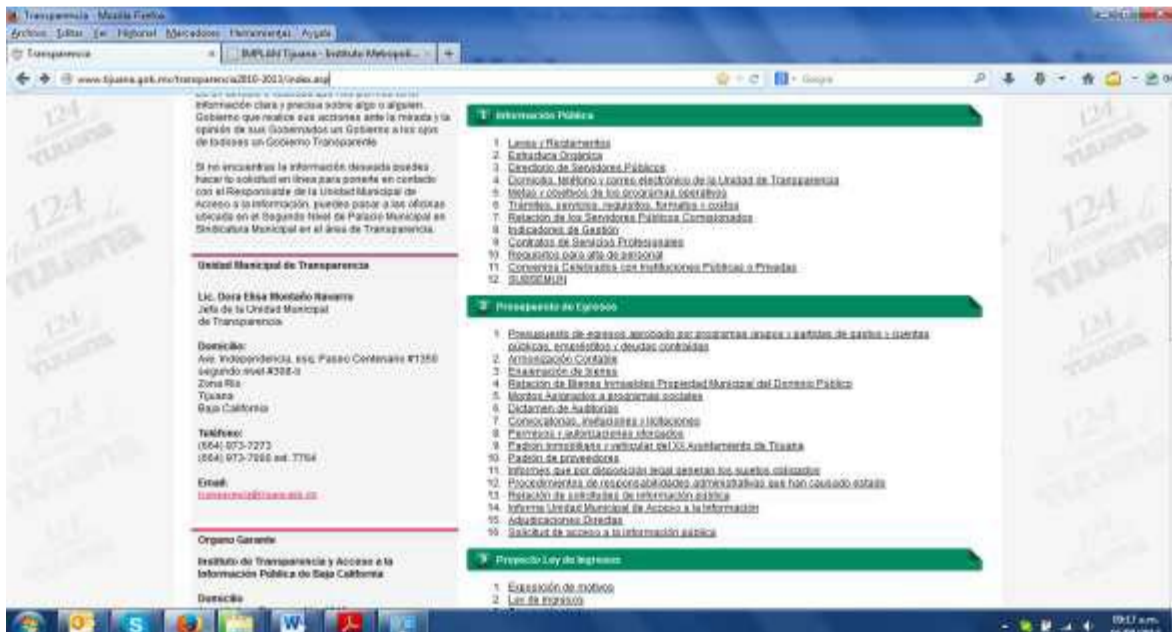 Transparencia - Mozilla Firefox
Archivo Editar Ver Historial Marcadores Herramientas Ayuda
Transparencia
IMPLAN Tijuana - Instituto Metropoli...
www.tijuana.gob.mx/transparencia2010-2013/index.asp
Google
información clara y precisa sobre algo o alguien.
Gobierno que realice sus acciones ante la mirada y la
opinión de sus Gobernados un Gobierno a los ojos
de todos es un Gobierno Transparente
Si no encuentras la información deseada puedes
hacer tu solicitud en línea para ponerte en contacto
con el Responsable de la Unidad Municipal de
Acceso a la Información, puedes pasar a las oficinas
ubicada en el Segundo Nivel de Palacio Municipal en
Sindicatura Municipal en el área de Transparencia.
Unidad Municipal de Transparencia
Lic. Dora Elisa Montaño Navarro
Jefa de la Unidad Municipal
de Transparencia
Domicilio:
Ave. Independencia, esq. Paseo Centenario #1350
segundo nivel
Zona Río
Tijuana
Baja California
Teléfono:
(664) 973-7273
(664) 973-7000 ext. 7764
Email:
Organo Garante
Instituto de Transparencia y Acceso a la
Información Pública de Baja California
Domicilio
1 Información Pública
1. Leyes y Reglamentos
2. Estructura Orgánica
3. Directorio de Servidores Públicos
4. Domicilio, teléfono y correo electrónico de la Unidad de Transparencia
5. Metas y objetivos de los programas operativos
6. Trámites, servicios, requisitos, formatos y costos
7. Relación de los Servidores Públicos Comisionados
8. Indicadores de Gestión
9. Contratos de Servicios Profesionales
10. Requisitos para alta de personal
11. Convenios Celebrados con Instituciones Públicas o Privadas
12. SUBSEMUN
2 Presupuesto de Egresos
1. Presupuesto de egresos aprobado por programas grupos y partidas de gastos y cuentas
públicas, empréstitos y deudas contraídas
2. Armonización Contable
3. Enajenación de bienes
4. Relación de Bienes Inmuebles Propiedad Municipal del Dominio Público
5. Montos Asignados a programas sociales
6. Dictamen de Auditorias
7. Convocatorias, invitaciones y licitaciones
8. Permisos y autorizaciones otorgados
9. Padrón inmobiliario y vehicular del XX Ayuntamiento de Tijuana
10. Padrón de proveedores
11. Informes que por disposición legal generan los sujetos obligados
12. Procedimientos de responsabilidades administrativas que han causado estado
13. Relación de solicitudes de información pública
14. Informe Unidad Municipal de Acceso a la Información
15. Adjudicaciones Directas
16. Solicitud de acceso a la información pública
3 Proyecto Ley de Ingresos
1. Exposición de motivos
2. Ley de ingresos
124
TIJUANA
09:17 a.m.